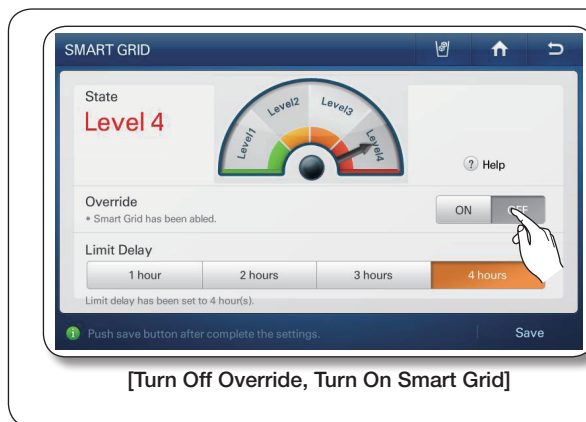 SMART GRID
State
Level 4
Level1
Level2
Level3
Level4
? Help
Override
* Smart Grid has been abled.
ON
Limit Delay
1 hour
2 hours
3 hours
4 hours
Limit delay has been set to 4 hour(s).
Push save button after complete the settings.
Save
[Turn Off Override, Turn On Smart Grid]